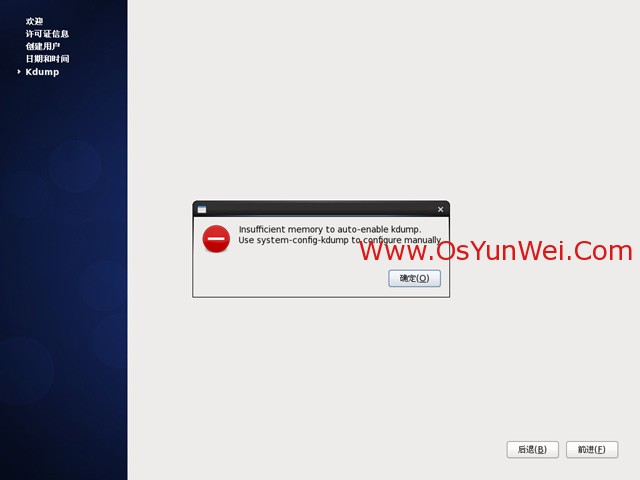 欢迎
许可证信息
创建用户
日期和时间
Kdump
Insufficient memory to auto-enable kdump.
Use system-config-kdump to configure manually.
www.OsYunWei.Com
确定(O)
后退(B)
前进(F)